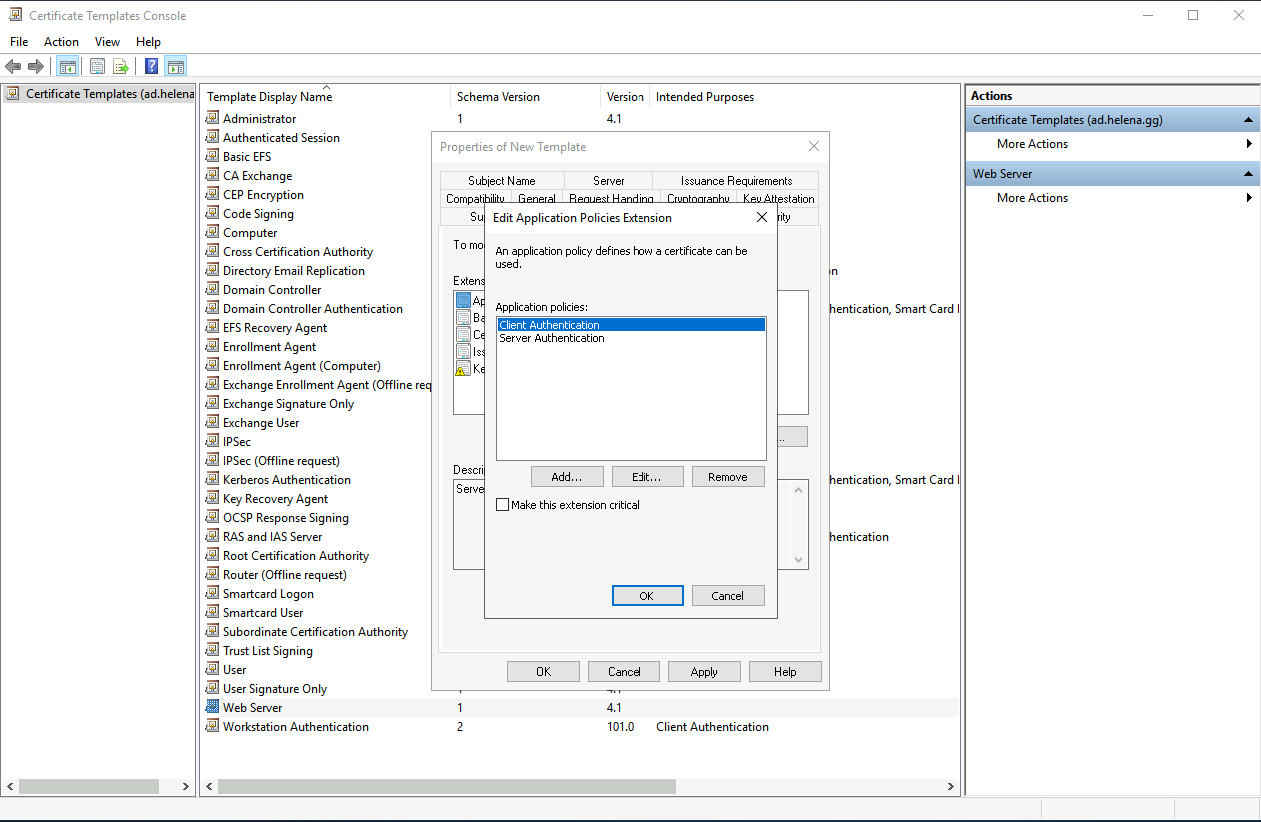 Certificate Templates Console
File Action View Help
Certificate Templates (ad.helena
Template Display Name Schema Version Version Intended Purposes
Administrator 1 4.1
Authenticated Session
Basic EFS
CA Exchange
CEP Encryption
Code Signing
Computer
Cross Certification Authority
Directory Email Replication
Domain Controller
Domain Controller Authentication
EFS Recovery Agent
Enrollment Agent
Enrollment Agent (Computer)
Exchange Enrollment Agent (Offline req
Exchange Signature Only
Exchange User
IPSec
IPSec (Offline request)
Kerberos Authentication
Key Recovery Agent
OCSP Response Signing
RAS and IAS Server
Root Certification Authority
Router (Offline request)
Smartcard Logon
Smartcard User
Subordinate Certification Authority
Trust List Signing
User
User Signature Only 1 4.1
Web Server 1 4.1
Workstation Authentication 2 101.0 Client Authentication
on
hentication, Smart Card
hentication, Smart Card
hentication
Properties of New Template
Subject Name Server Issuance Requirements
Compatibility General Request Handling Cryptography Key Attestation
Su rity
To mo
Extens
Ap
Ba
Ce
Iss
Ke
...
Descri
Serve
OK Cancel Apply Help
Edit Application Policies Extension
An application policy defines how a certificate can be
used.
Application policies:
Client Authentication
Server Authentication
Add... Edit... Remove
Make this extension critical
OK Cancel
Actions
Certificate Templates (ad.helena.gg)
More Actions
Web Server
More Actions